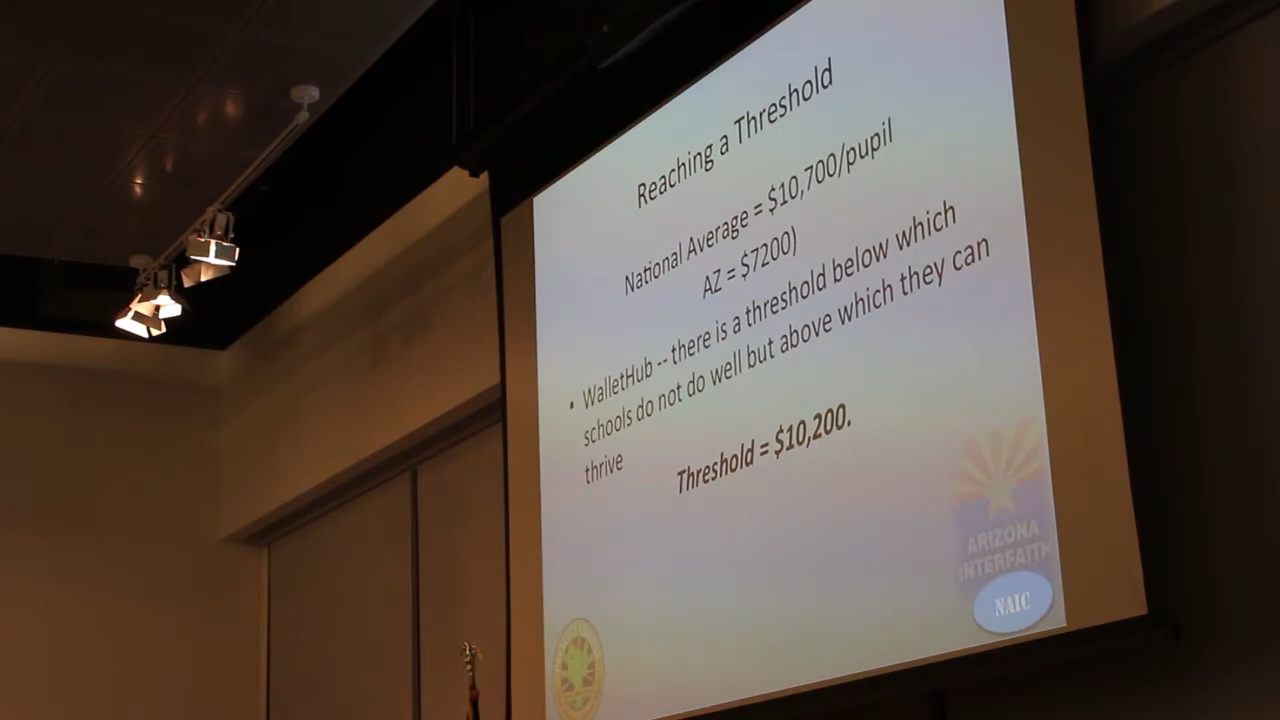 Reaching a Threshold
National Average = $10,700/pupil
AZ = $7200)
• WalletHub -- there is a threshold below which
schools do not do well but above which they can
thrive
Threshold = $10,200.
ARIZONA
INTERFAITH
NAIC